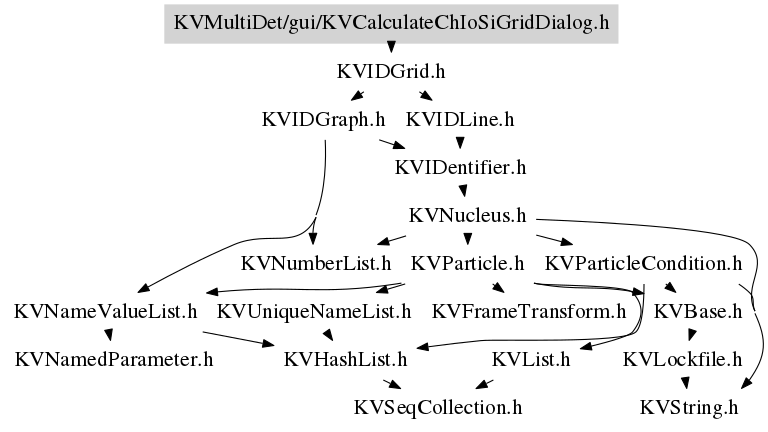 KVMultiDet/gui/KVCalculateChIoSiGridDialog.h
KVIDGrid.h
KVIDGraph.h KVIDLine.h
KVIDentifier.h
KVNucleus.h
KVNumberList.h KVParticle.h KVParticleCondition.h
KVNameValueList.h KVUniqueNameList.h KVFrameTransform.h KVBase.h
KVNamedParameter.h KVHashList.h KVList.h KVLockfile.h
KVSeqCollection.h KVString.h